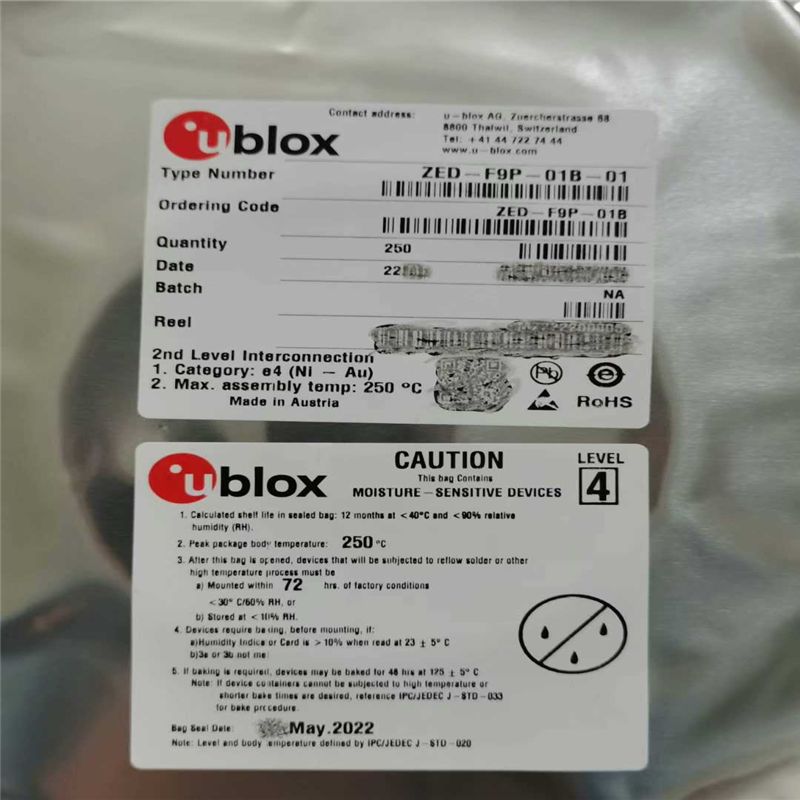 ublox
Contact address: u-blox AG, Zuercherstrasse 68
8800 Thalwil, Switzerland
Tel: +41 44 722 74 44
www.u-blox.com
Type Number ZED-F9P-01B-01
Ordering Code ZED-F9P-01B
Quantity 250
Date 22
Batch NA
Reel
2nd Level Interconnection
1. Category: e4 (Ni - Au)
2. Max. assembly temp: 250 °C
Made in Austria
Pb
e
RoHS
ublox
CAUTION
This bag Contains
MOISTURE-SENSITIVE DEVICES
LEVEL
4
1. Calculated shelf life in sealed bag: 12 months at <40°C and <90% relative
humidity (RH).
2. Peak package body temperature: 250 °C
3. After this bag is opened, devices that will be subjected to reflow solder or other
high temperature process must be
a) Mounted within 72 hrs. of factory conditions
<30° C/60% RH, or
b) Stored at <10% RH.
4. Devices require baking, before mounting, if:
a)Humidity Indicator Card is > 10% when read at 23 ± 5° C
b)3a or 3b not me
5. If baking is required, devices may be baked for 48 hrs at 125 ± 5° C
Note: If device containers cannot be subjected to high temperature or
shorter bake times are desired, reference IPC/JEDEC J-STD-033
for bake procedure.
Bag Seal Date: May.2022
Note: Level and body temperature defined by IPC/JEDEC J-STD-020